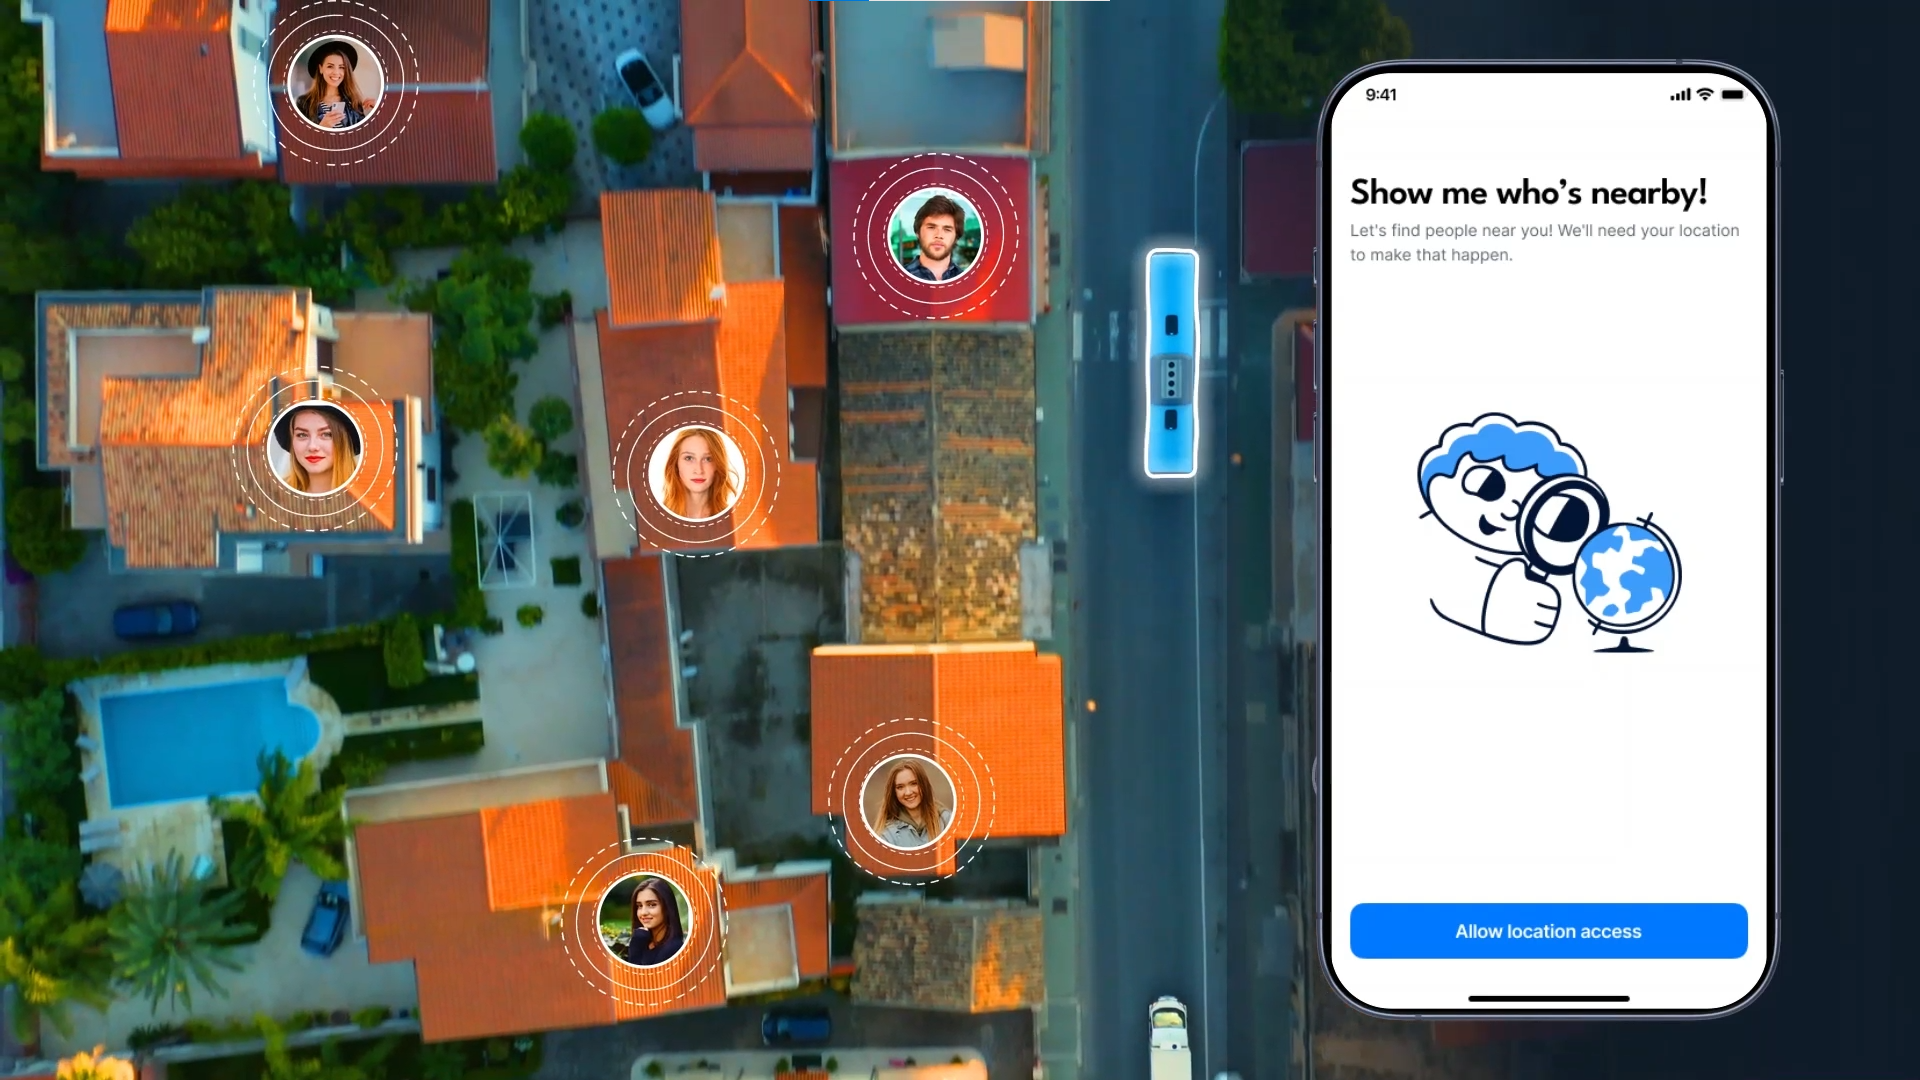 9:41
Show me who’s nearby!
Let's find people near you! We'll need your location
to make that happen.
Allow location access